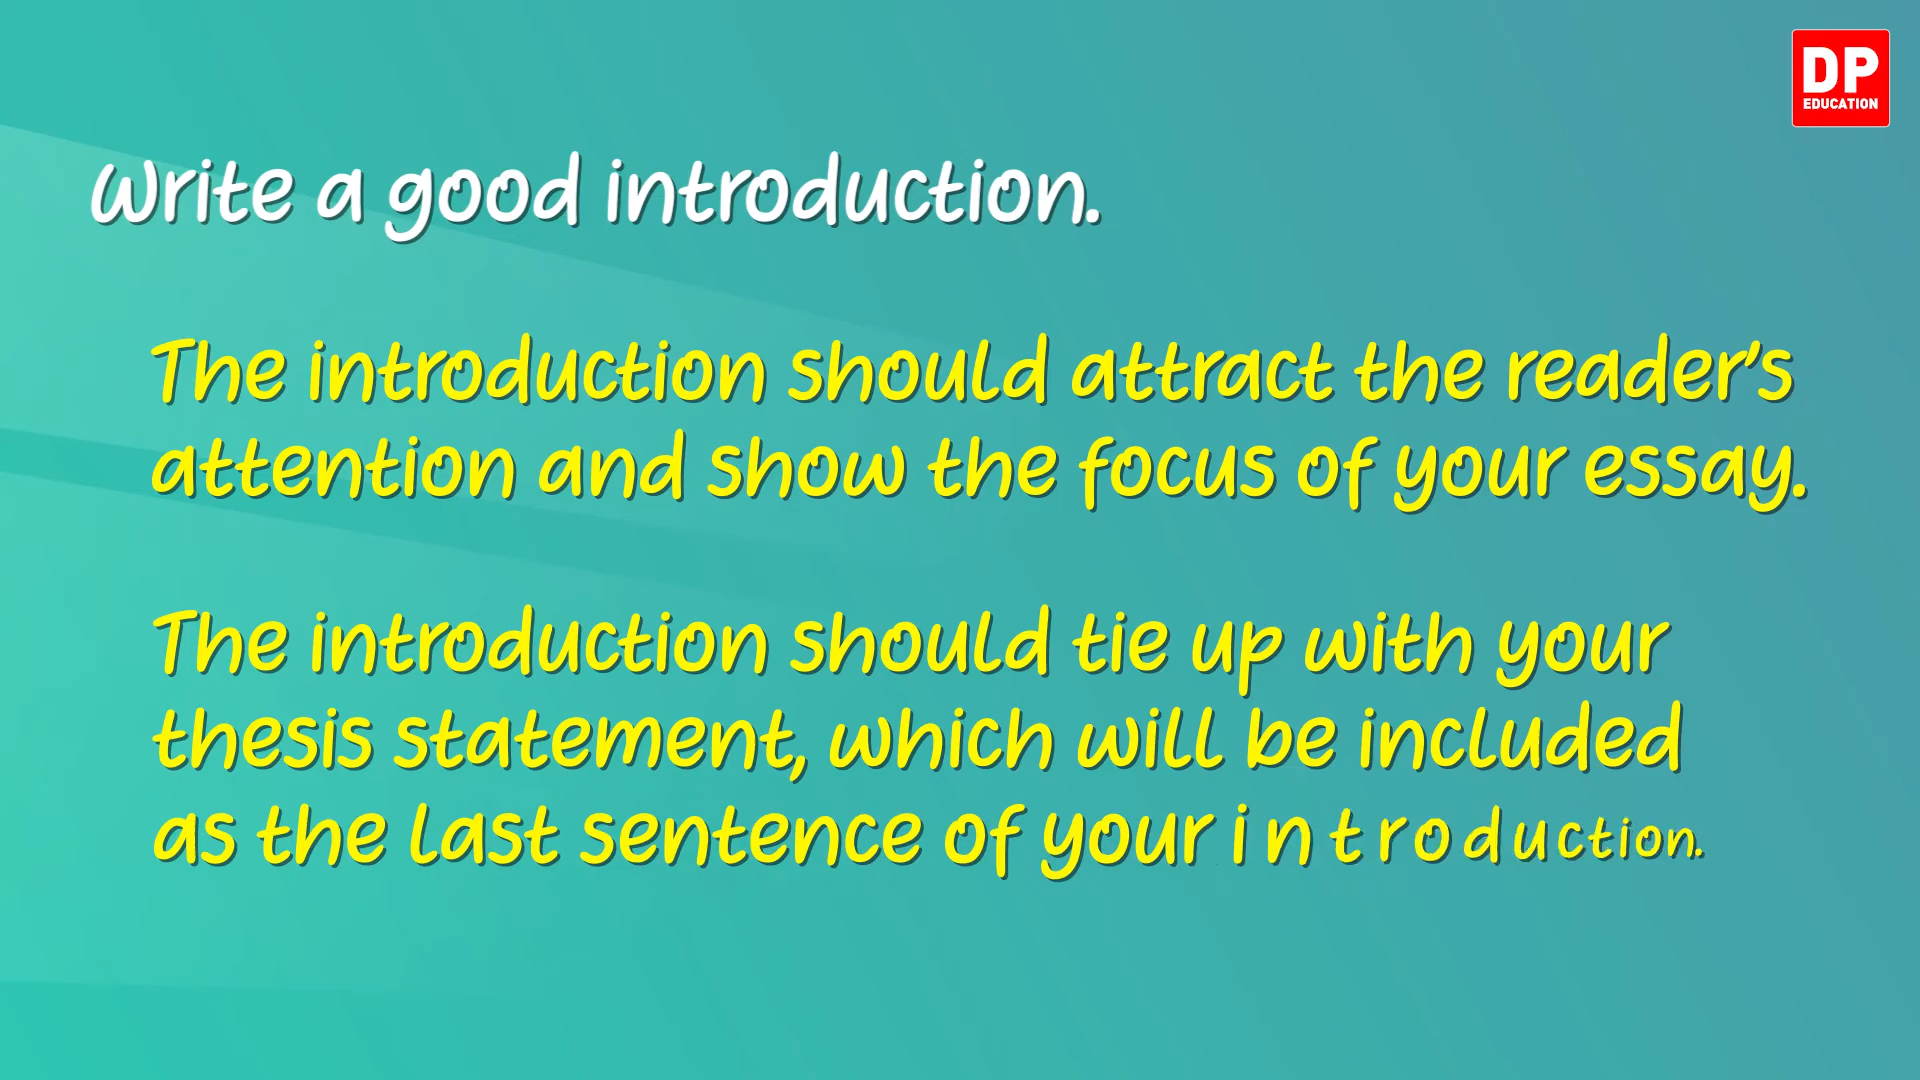 DP
EDUCATION
Write a good introduction.
The introduction should attract the reader's
attention and show the focus of your essay.
The introduction should tie up with your
thesis statement, which will be included
as the last sentence of your introduction.